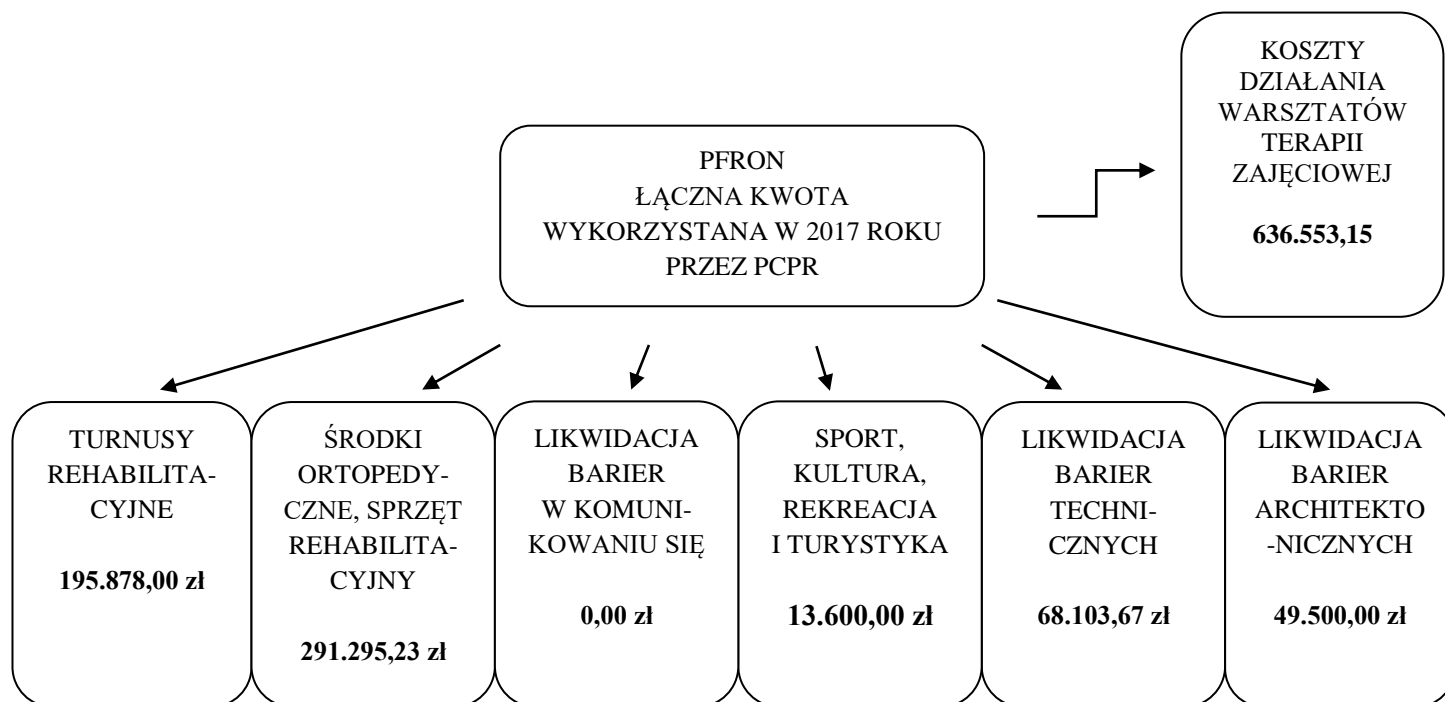 KOSZTY
DZIAŁANIA
WARSZTATÓW
TERAPII
ZAJĘCIOWEJ
636.553,15
PFRON
ŁĄCZNA KWOTA
WYKORZYSTANA W 2017 ROKU
PRZEZ PCPR
TURNUSY
REHABILITA-
CYJNE
195.878,00 zł
ŚRODKI
ORTOPEDY-
CZNE, SPRZĘT
REHABILITA-
CYJNY
291.295,23 zł
LIKWIDACJA
BARIER
W KOMUNI-
KOWANIU SIĘ
0,00 zł
SPORT,
KULTURA,
REKREACJA
I TURYSTYKA
13.600,00 zł
LIKWIDACJA
BARIER
TECHNI-
CZNYCH
68.103,67 zł
LIKWIDACJA
BARIER
ARCHITEKTO
-NICZNYCH
49.500,00 zł